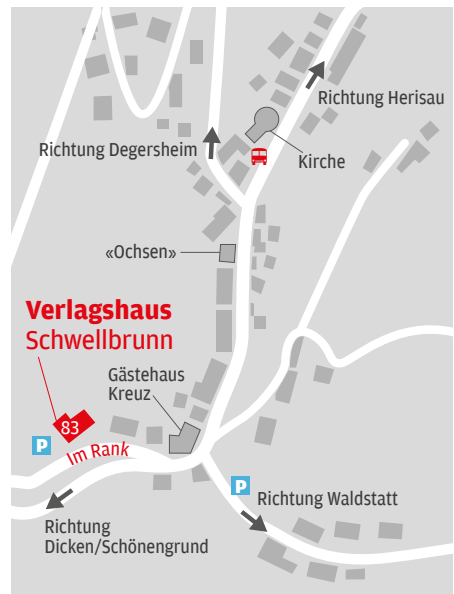 Richtung Herisau
Richtung Degersheim
Kirche
«Ochsen»
Verlagshaus
Schwellbrunn
Gästehaus
Kreuz
83
P
Im Rank
P
Richtung Waldstatt
Richtung
Dicken/Schönengrund